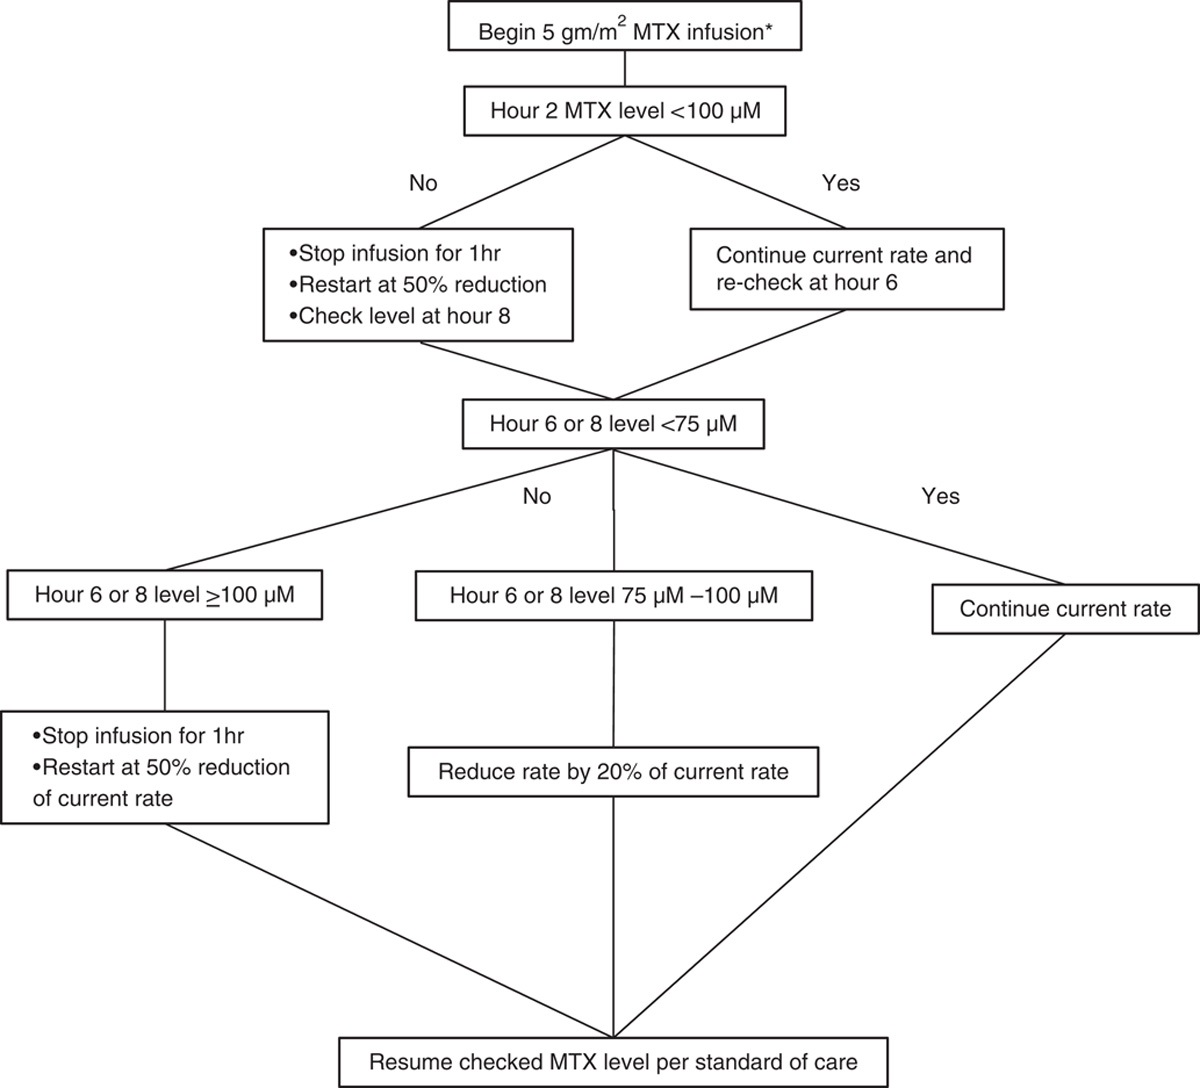 Begin 5 gm/m² MTX infusion*
Hour 2 MTX level <100 µM
No
Yes
•Stop infusion for 1hr
•Restart at 50% reduction
•Check level at hour 8
Continue current rate and
re-check at hour 6
Hour 6 or 8 level <75 µM
No
Yes
Hour 6 or 8 level ≥100 µM
Hour 6 or 8 level 75 µM –100 µM
Continue current rate
•Stop infusion for 1hr
•Restart at 50% reduction
of current rate
Reduce rate by 20% of current rate
Resume checked MTX level per standard of care